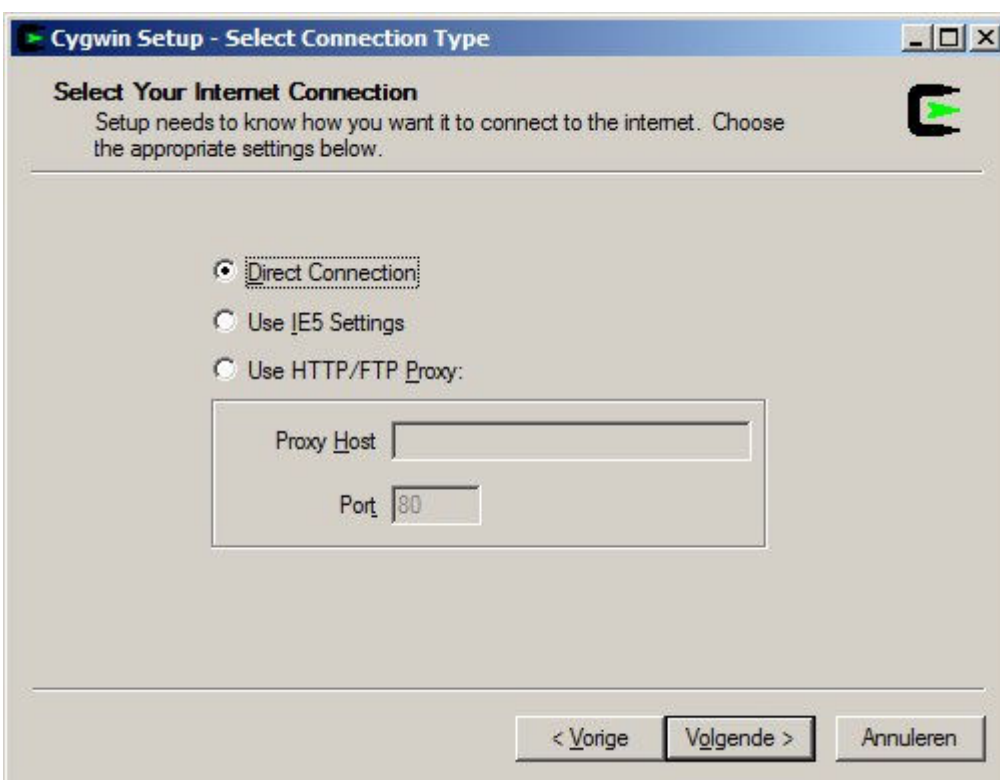 Cygwin Setup - Select Connection Type
Select Your Internet Connection
Setup needs to know how you want it to connect to the internet. Choose
the appropriate settings below.
Direct Connection
Use IE5 Settings
Use HTTP/FTP Proxy:
Proxy Host
Port 80
< Vorige Volgende > Annuleren